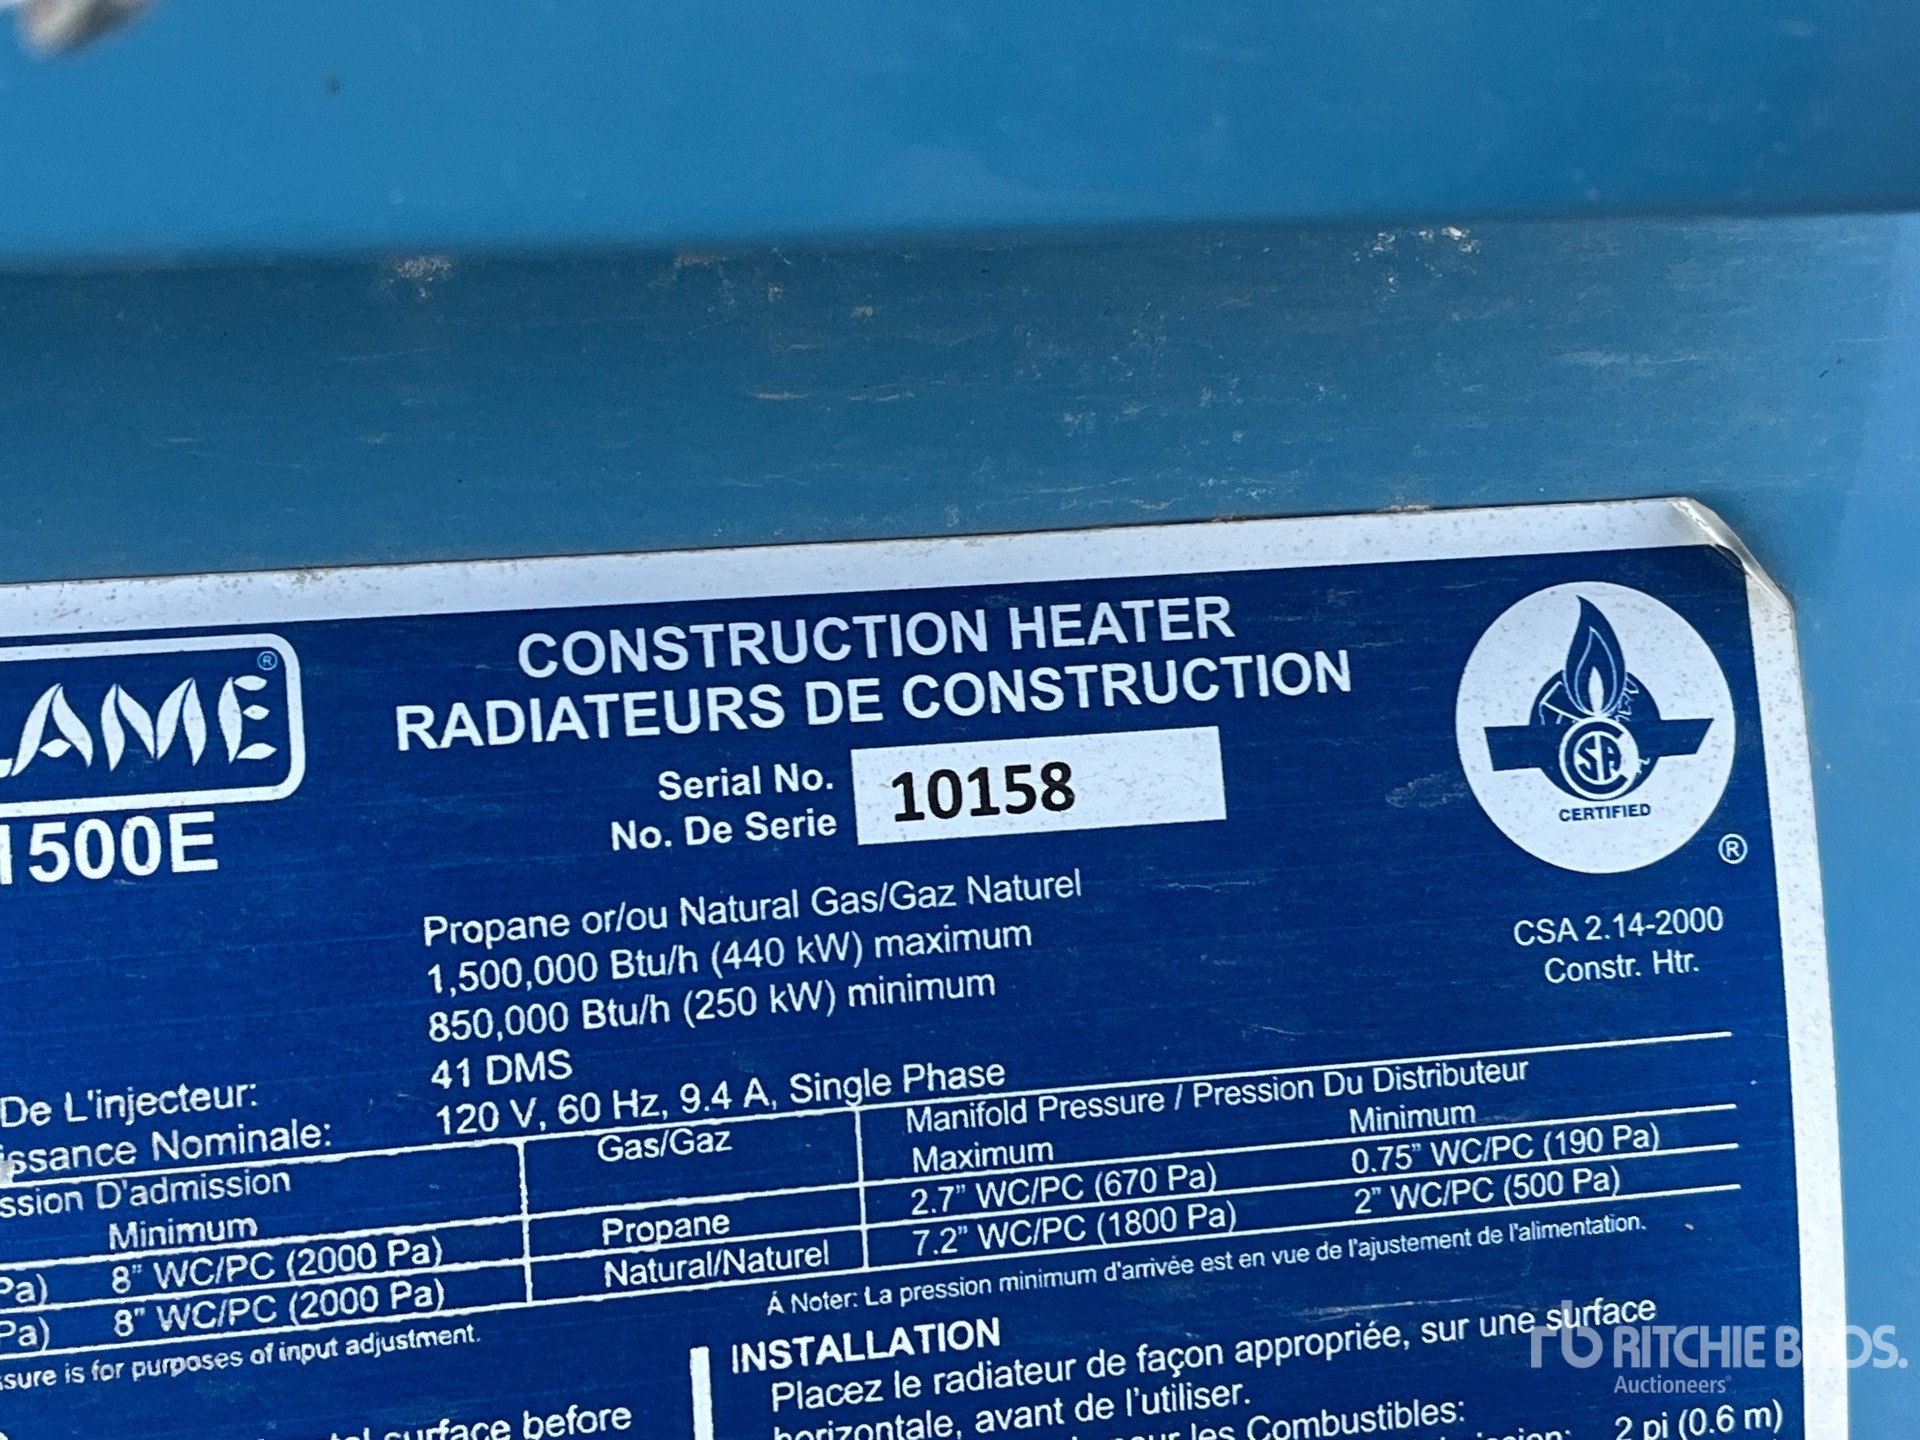 CONSTRUCTION HEATER
RADIATEURS DE CONSTRUCTION
LAME®
1500E
Serial No.
No. De Serie
10158
CSA
CERTIFIED
®
CSA 2.14-2000
Constr. Htr.
Propane or/ou Natural Gas/Gaz Naturel
1,500,000 Btu/h (440 kW) maximum
850,000 Btu/h (250 kW) minimum
De L'injecteur: 41 DMS
issance Nominale: 120 V, 60 Hz, 9.4 A, Single Phase
ssion D'admission
Minimum
Pa) 8" WC/PC (2000 Pa)
Pa) 8" WC/PC (2000 Pa)
Gas/Gaz
Propane
Natural/Naturel
Manifold Pressure / Pression Du Distributeur
Maximum Minimum
2.7" WC/PC (670 Pa) 0.75" WC/PC (190 Pa)
7.2" WC/PC (1800 Pa) 2" WC/PC (500 Pa)
ssure is for purposes of input adjustment.
Á Noter: La pression minimum d'arrivée est en vue de l'ajustement de l'alimentation.
surface before
INSTALLATION
Placez le radiateur de façon appropriée, sur une surface
horizontale, avant de l'utiliser.
les Combustibles:
2 pi (0.6 m)
rb RITCHIE BROS.
Auctioneers